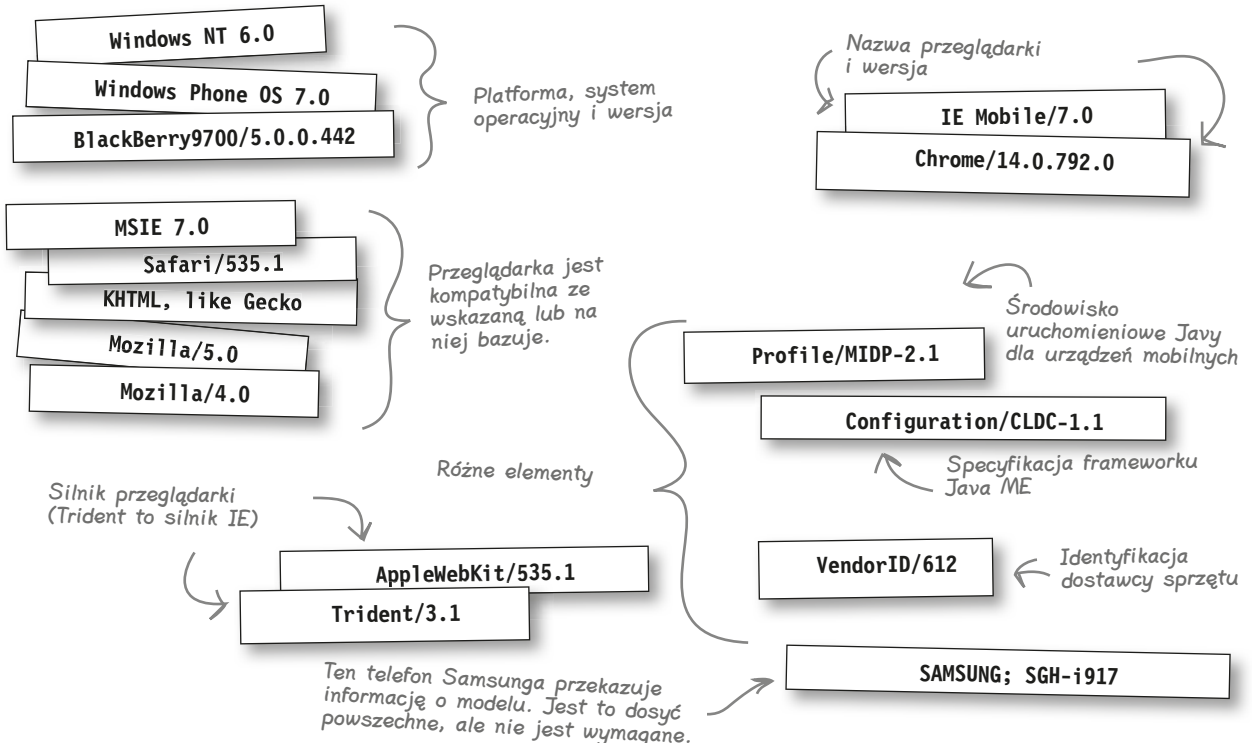 Windows NT 6.0
Windows Phone OS 7.0
BlackBerry9700/5.0.0.442
Platforma, system
operacyjny i wersja
Nazwa przeglądarki
i wersja
IE Mobile/7.0
Chrome/14.0.792.0
MSIE 7.0
Safari/535.1
KHTML, like Gecko
Mozilla/5.0
Mozilla/4.0
Przeglądarka jest
kompatybilna ze
wskazaną lub na
niej bazuje.
Środowisko
uruchomieniowe Javy
dla urządzeń mobilnych
Profile/MIDP-2.1
Configuration/CLDC-1.1
Specyfikacja frameworku
Java ME
Różne elementy
Silnik przeglądarki
(Trident to silnik IE)
AppleWebKit/535.1
Trident/3.1
VendorID/612
Identyfikacja
dostawcy sprzętu
SAMSUNG; SGH-i917
Ten telefon Samsunga przekazuje
informację o modelu. Jest to dosyć
powszechne, ale nie jest wymagane.